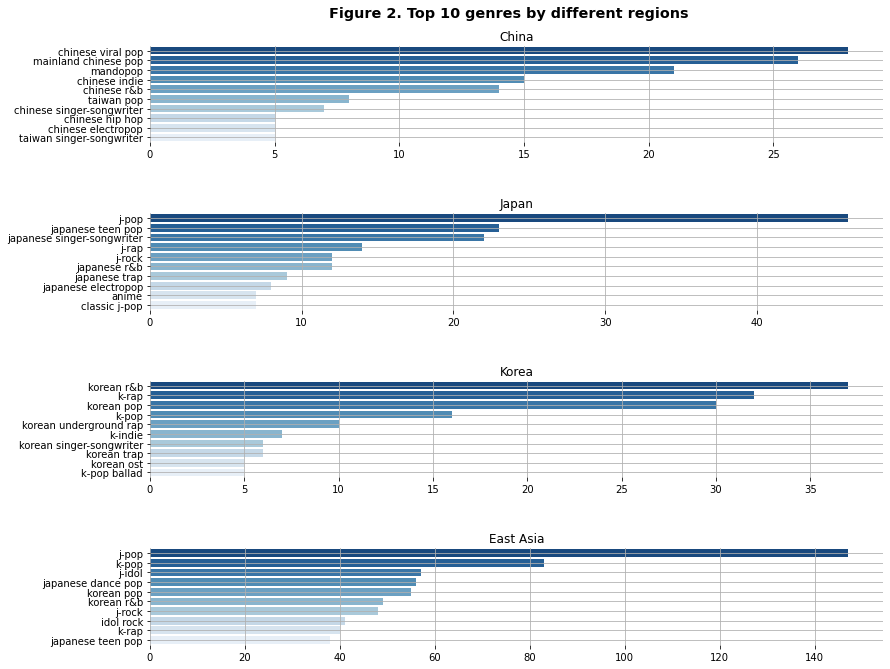 Figure 2. Top 10 genres by different regions
China
chinese viral pop
mainland chinese pop
mandopop
chinese indie
chinese r&b
taiwan pop
chinese singer-songwriter
chinese hip hop
chinese electropop
taiwan singer-songwriter
0 5 10 15 20 25
Japan
j-pop
japanese teen pop
japanese singer-songwriter
j-rap
j-rock
japanese r&b
japanese trap
japanese electropop
anime
classic j-pop
0 10 20 30 40
Korea
korean r&b
k-rap
korean pop
k-pop
korean underground rap
k-indie
korean singer-songwriter
korean trap
korean ost
k-pop ballad
0 5 10 15 20 25 30 35
East Asia
j-pop
k-pop
j-idol
japanese dance pop
korean pop
korean r&b
j-rock
idol rock
k-rap
japanese teen pop
0 20 40 60 80 100 120 140